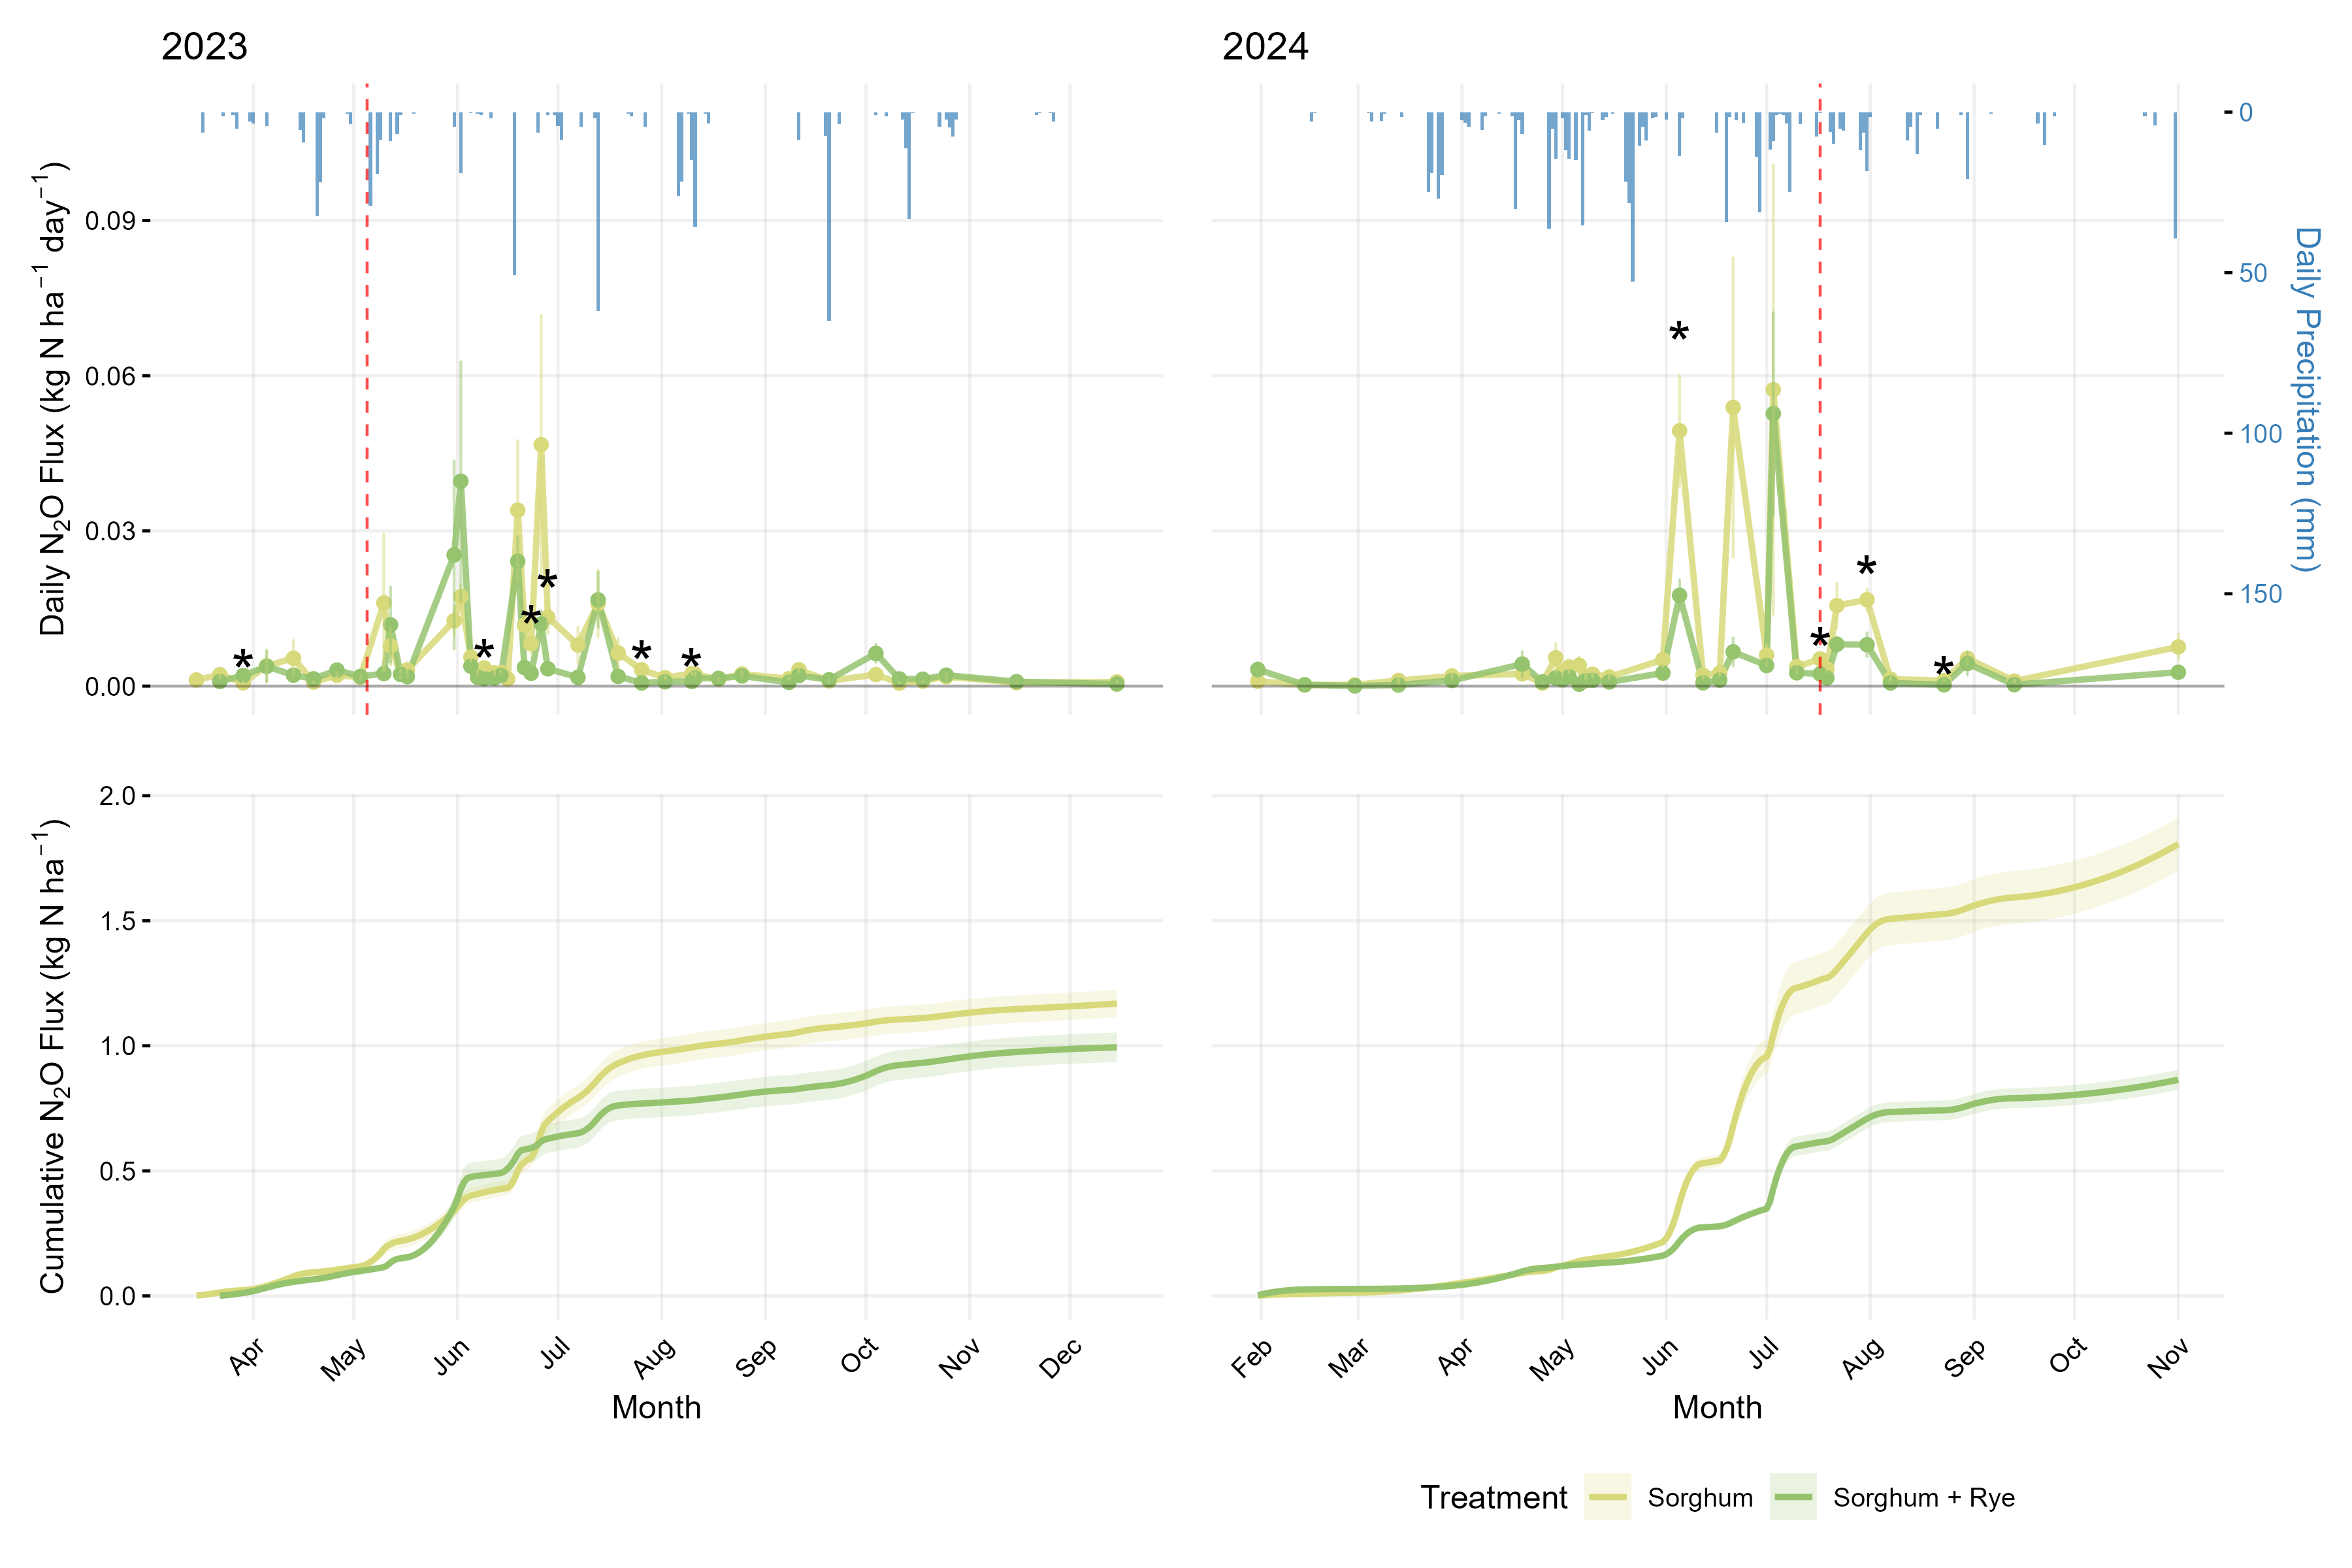 2023
2024
Daily N₂O Flux (kg N ha⁻¹ day⁻¹)
0.09
0.06
0.03
0.00
0
50
100
150
Daily Precipitation (mm)
* * * * * * *
* * * *
Cumulative N₂O Flux (kg N ha⁻¹)
2.0
1.5
1.0
0.5
0.0
Apr May Jun Jul Aug Sep Oct Nov Dec
Feb Mar Apr May Jun Jul Aug Sep Oct Nov
Month
Month
Treatment Sorghum Sorghum + Rye